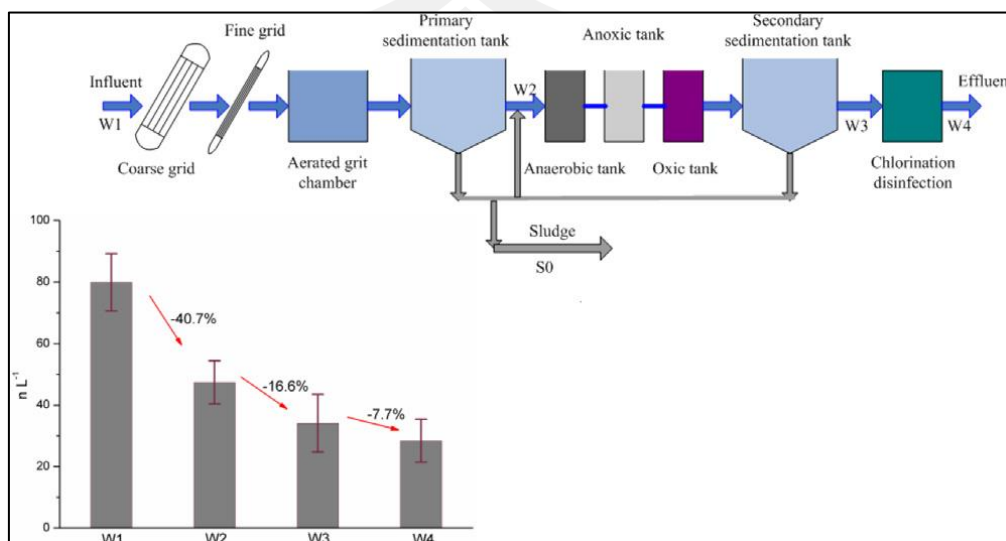 Influent
W1
Coarse grid
Fine grid
Aerated grit
chamber
Primary
sedimentation tank
W2
Anaerobic tank
Anoxic tank
Oxic tank
Secondary
sedimentation tank
W3
Chlorination
disinfection
Effluen
W4
Sludge
S0
100
80
60
40
20
0
n L⁻¹
-40.7%
-16.6%
-7.7%
W1
W2
W3
W4